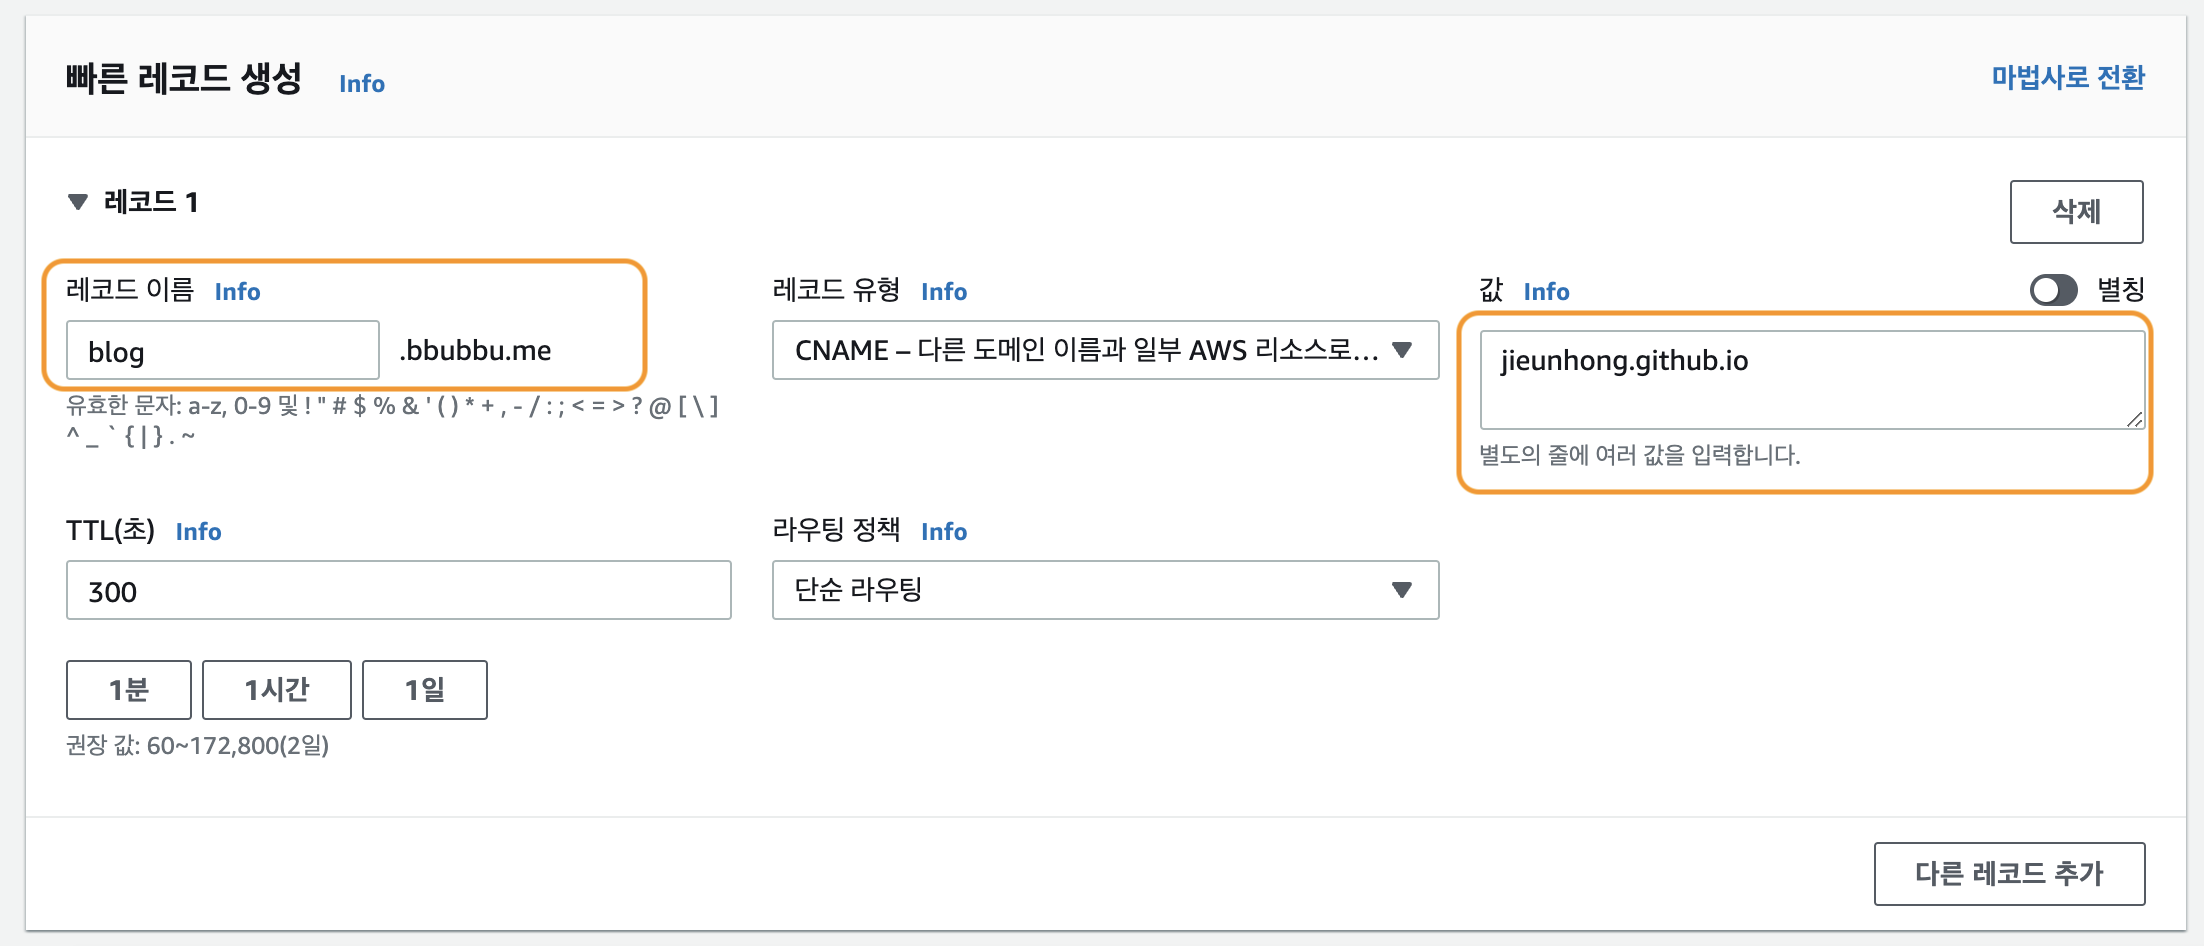 빠른 레코드 생성 Info
마법사로 전환
레코드 1
삭제
레코드 이름 Info
blog .bbubbu.me
유효한 문자: a-z, 0-9 및 ! " # $ % & ' ( ) * + , - / : ; < = > ? @ [ \ ]
^ _ ` { | } . ~
레코드 유형 Info
CNAME – 다른 도메인 이름과 일부 AWS 리소스로...
값 Info
별칭
jieunhong.github.io
별도의 줄에 여러 값을 입력합니다.
TTL(초) Info
300
라우팅 정책 Info
단순 라우팅
1분 1시간 1일
권장 값: 60~172,800(2일)
다른 레코드 추가